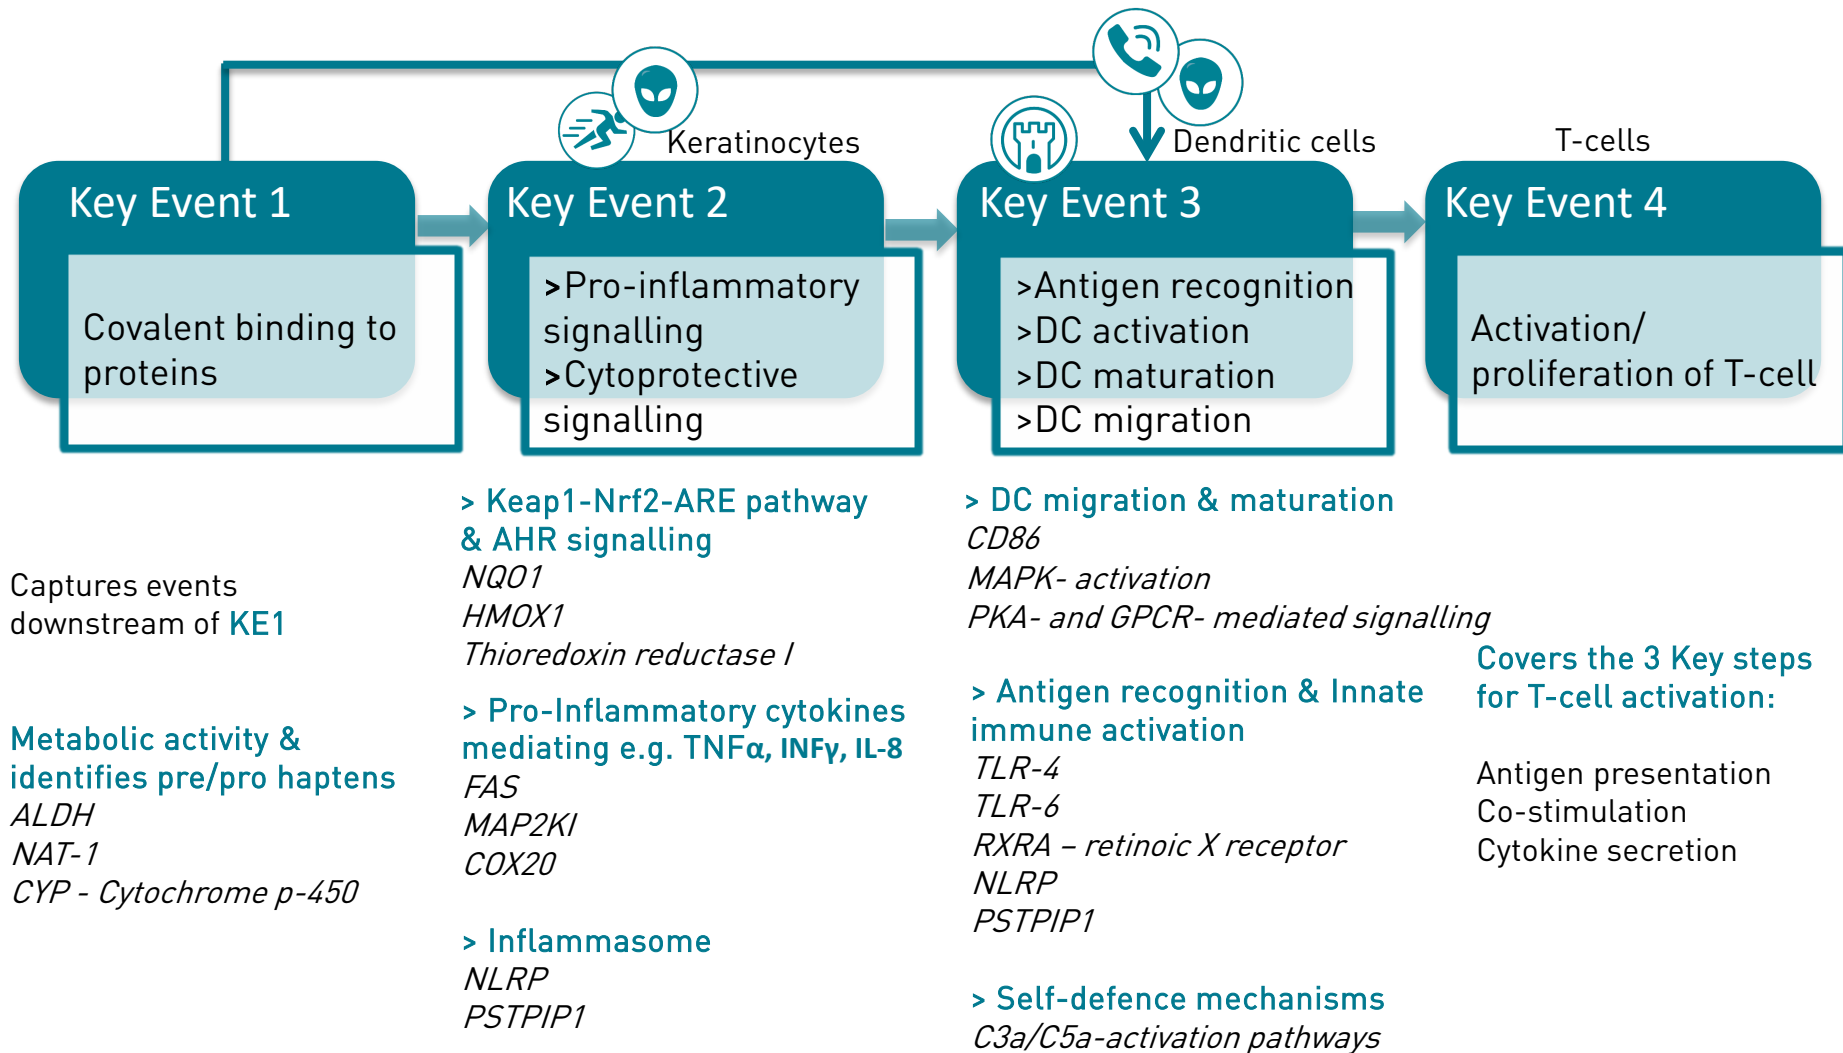 Keratinocytes
Dendritic cells
T-cells
Key Event 1
Key Event 2
Key Event 3
Key Event 4
Covalent binding to
proteins
>Pro-inflammatory
signalling
>Cytoprotective
signalling
>Antigen recognition
>DC activation
>DC maturation
>DC migration
Activation/
proliferation of T-cell
Captures events
downstream of KE1
Metabolic activity &
identifies pre/pro haptens
ALDH
NAT-1
CYP - Cytochrome p-450
> Keap1-Nrf2-ARE pathway
& AHR signalling
NQO1
HMOX1
Thioredoxin reductase I
> Pro-Inflammatory cytokines
mediating e.g. TNFα, INFγ, IL-8
FAS
MAP2KI
COX20
> Inflammasome
NLRP
PSTPIP1
> DC migration & maturation
CD86
MAPK- activation
PKA- and GPCR- mediated signalling
> Antigen recognition & Innate
immune activation
TLR-4
TLR-6
RXRA – retinoic X receptor
NLRP
PSTPIP1
> Self-defence mechanisms
C3a/C5a-activation pathways
Covers the 3 Key steps
for T-cell activation:
Antigen presentation
Co-stimulation
Cytokine secretion